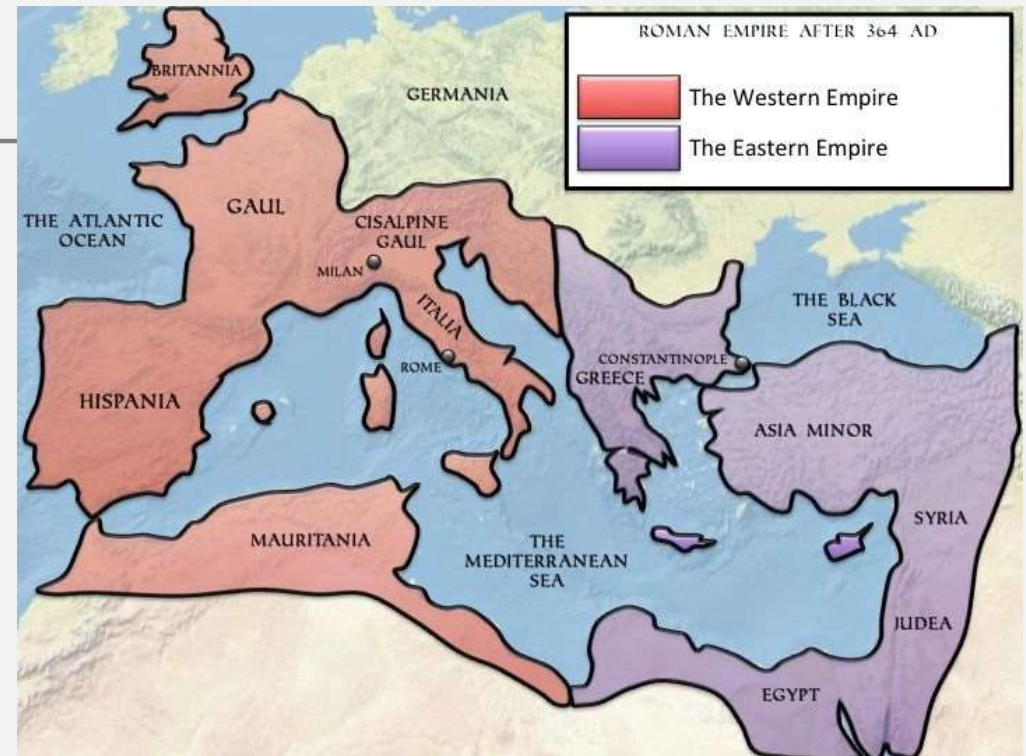 ROMAN EMPIRE AFTER 364 AD
The Western Empire
The Eastern Empire
BRITANNIA
GERMANIA
THE ATLANTIC
OCEAN
GAUL
CISALPINE
GAUL
MILAN
ITALIA
ROME
THE BLACK
SEA
CONSTANTINOPLE
GREECE
HISPANIA
ASIA MINOR
SYRIA
MAURITANIA
THE
MEDITERRANEAN
SEA
JUDEA
EGYPT